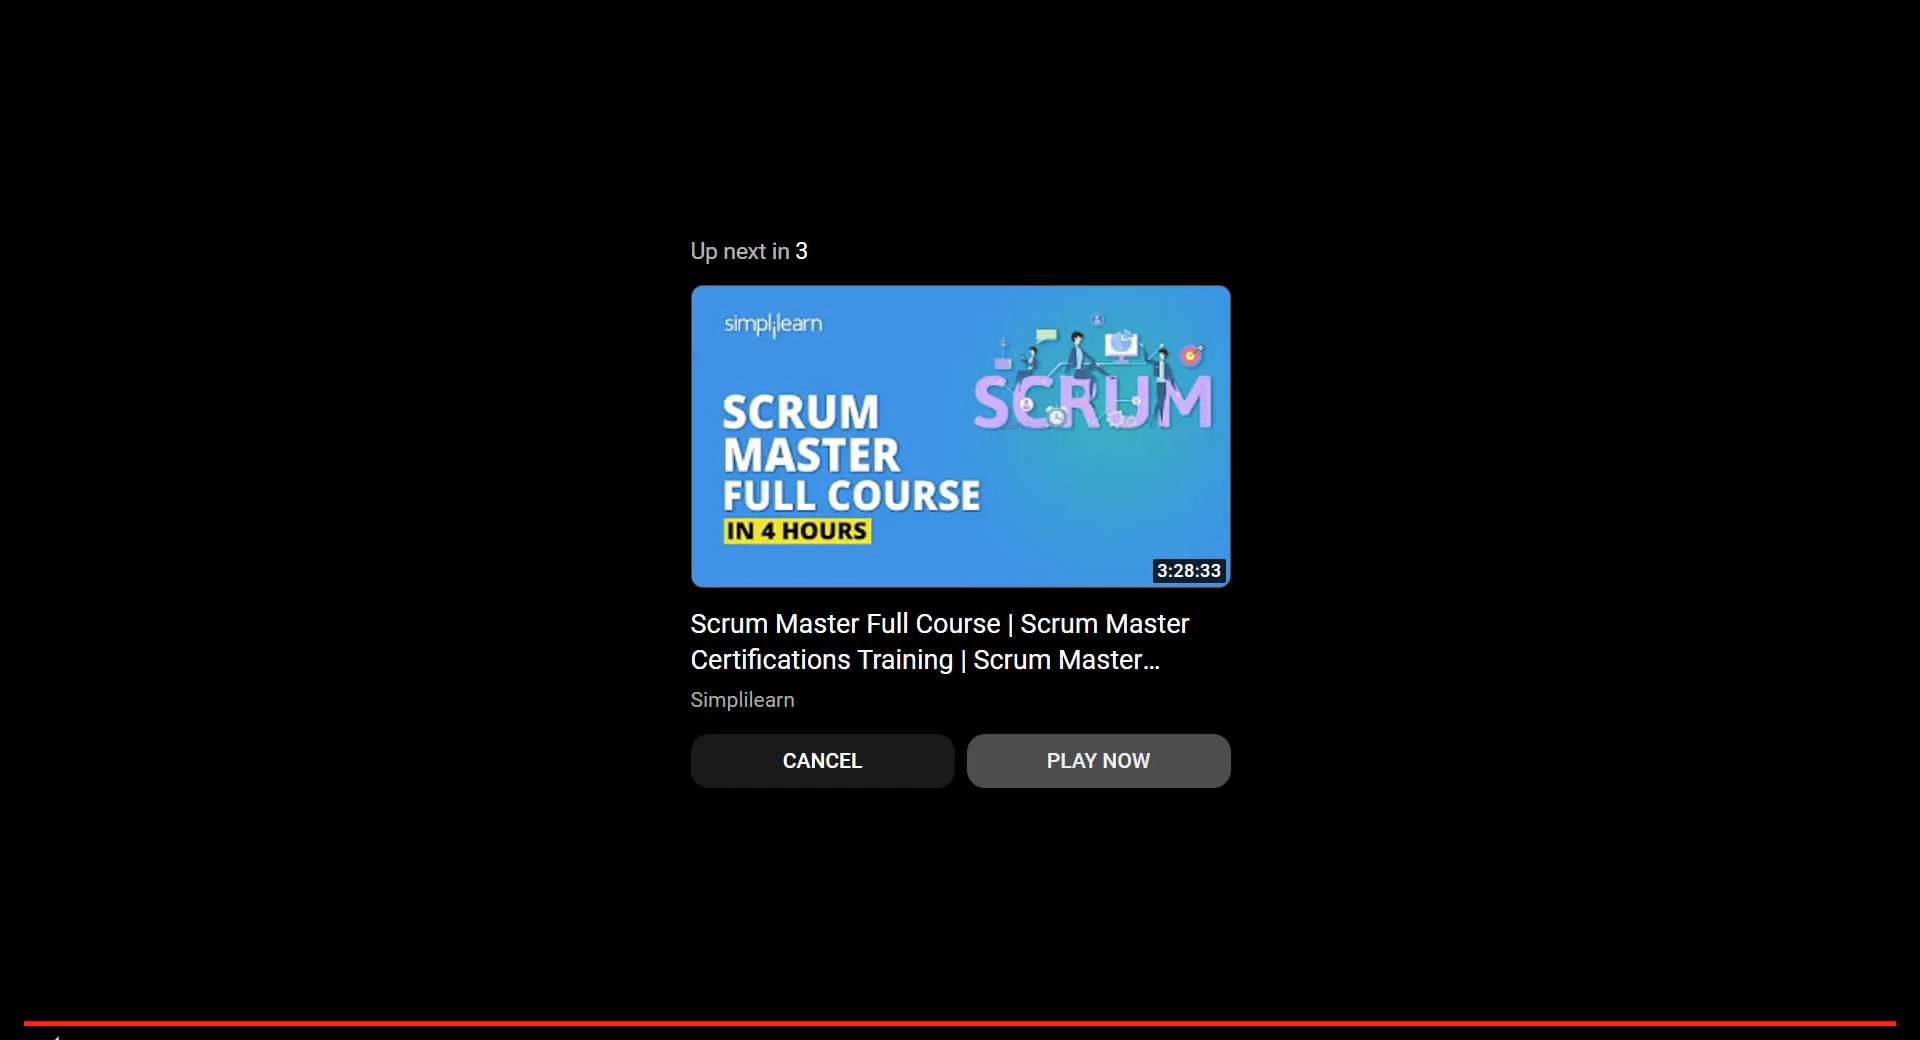 Up next in 3
simplilearn
SCRUM
SCRUM
MASTER
FULL COURSE
IN 4 HOURS
3:28:33
Scrum Master Full Course | Scrum Master
Certifications Training | Scrum Master...
Simplilearn
CANCEL
PLAY NOW